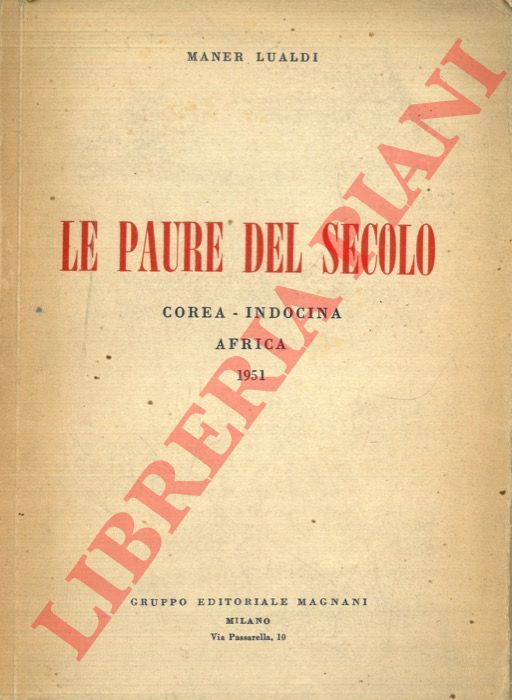 MANER LUALDI
LE PAURE DEL SECOLO
COREA - INDOCINA
AFRICA
1951
GRUPPO EDITORIALE MAGNANI
MILANO
Via Passarella, 10
LIBRERIA PIANI